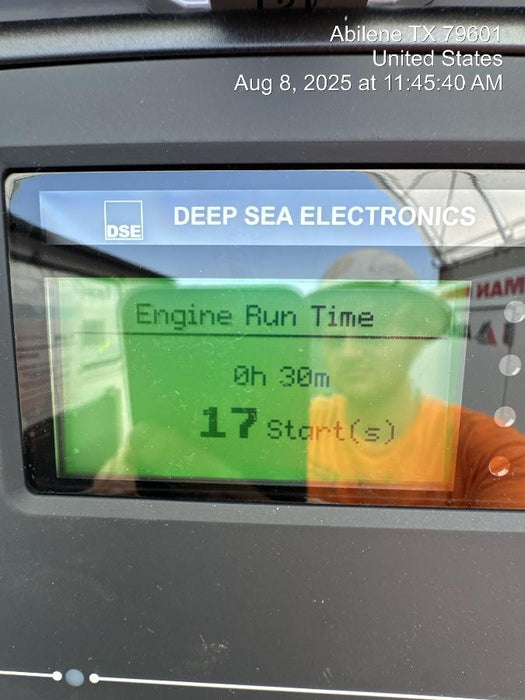 Abilene TX 79601
United States
Aug 8, 2025 at 11:45:40 AM
DSE
DEEP SEA ELECTRONICS
Engine Run Time
0h 30m
17 Start(s)